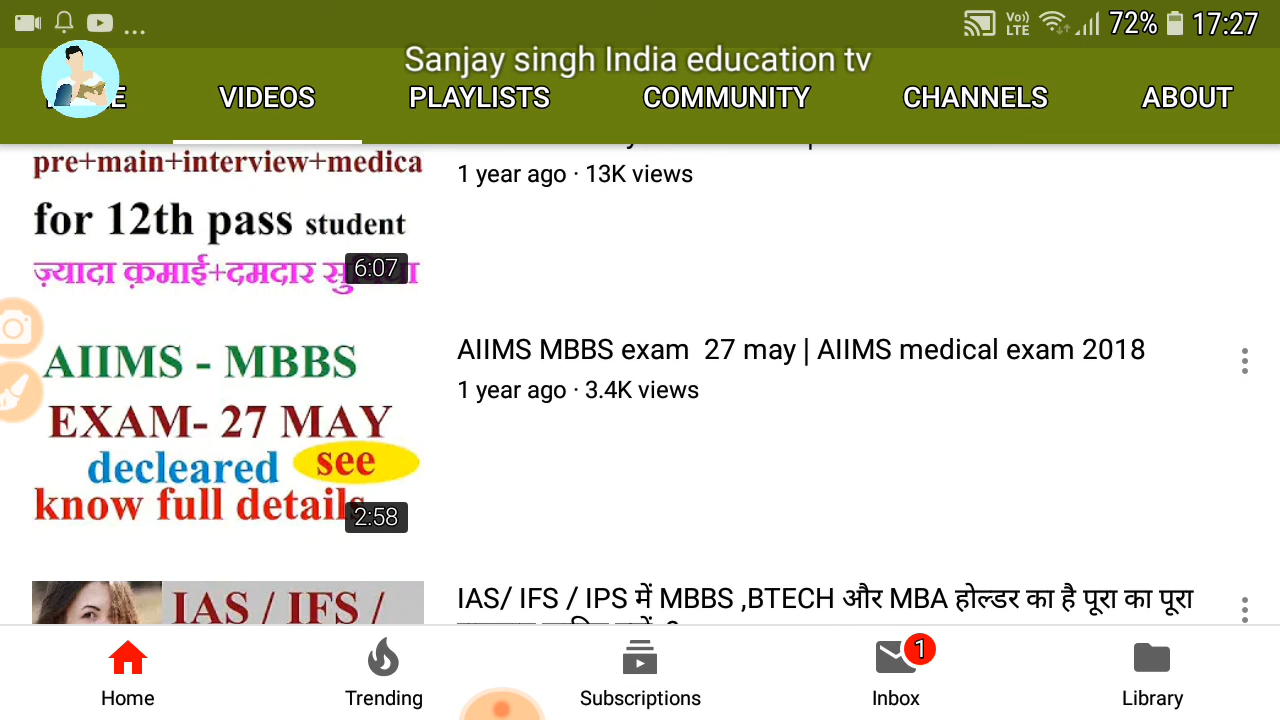 ... Vo)) LTE 72% 17:27
Sanjay singh India education tv
VIDEOS PLAYLISTS COMMUNITY CHANNELS ABOUT
pre+main+interview+medica
for 12th pass student
ज़्यादा क़माई+दमदार
6:07
1 year ago · 13K views
AIIMS - MBBS
EXAM- 27 MAY
decleared see
know full details
2:58
AIIMS MBBS exam 27 may | AIIMS medical exam 2018
1 year ago · 3.4K views
IAS / IFS /
IAS/ IFS / IPS में MBBS ,BTECH और MBA होल्डर का है पूरा का पूरा
Home Trending Subscriptions Inbox 1 Library